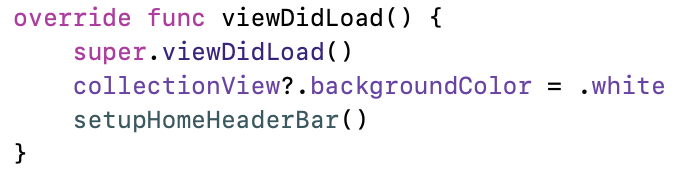 override func viewDidLoad() {
    super.viewDidLoad()
    collectionView?.backgroundColor = .white
    setupHomeHeaderBar()
}